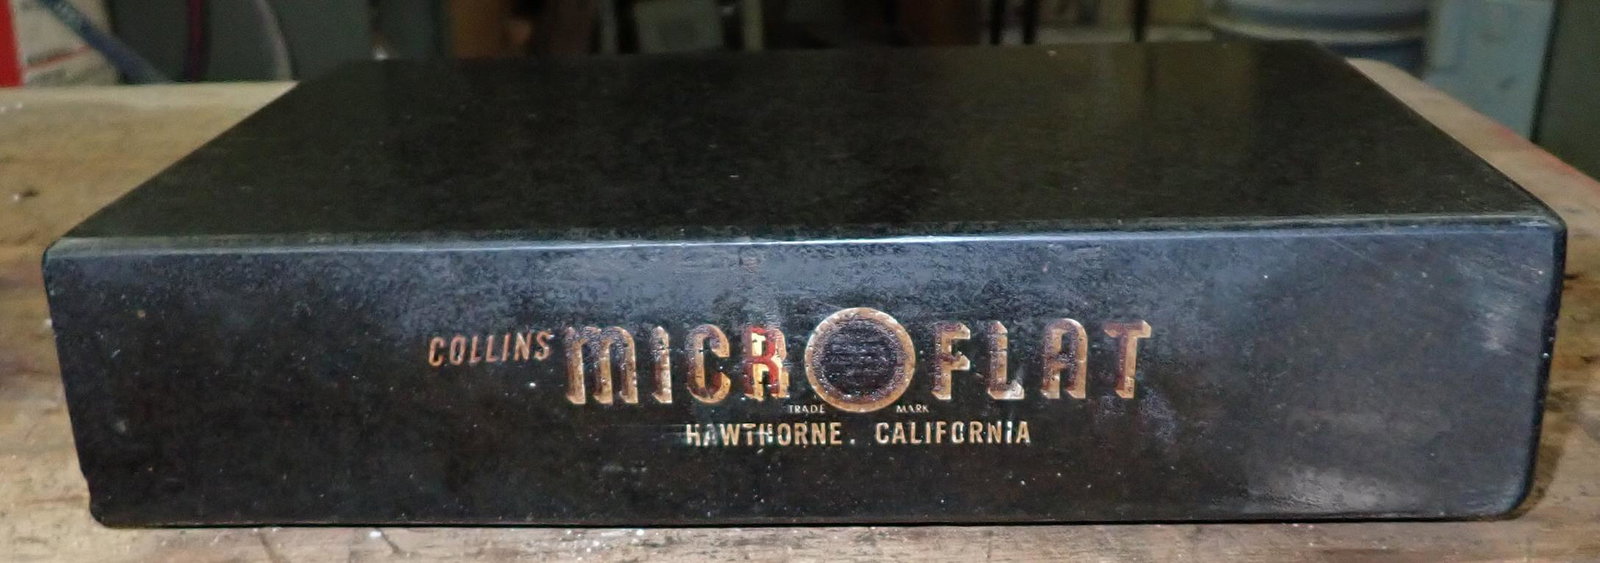 COLLINS MICROFLAT
TRADE MARK
HAWTHORNE. CALIFORNIA